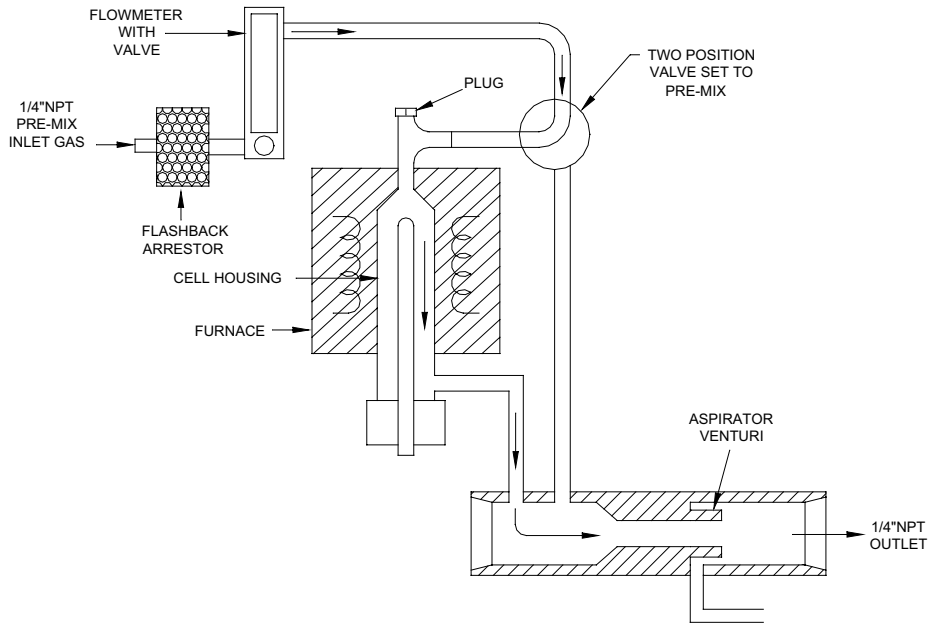 FLOWMETER
WITH
VALVE
1/4"NPT
PRE-MIX
INLET GAS
FLASHBACK
ARRESTOR
PLUG
TWO POSITION
VALVE SET TO
PRE-MIX
CELL HOUSING
FURNACE
ASPIRATOR
VENTURI
1/4"NPT
OUTLET